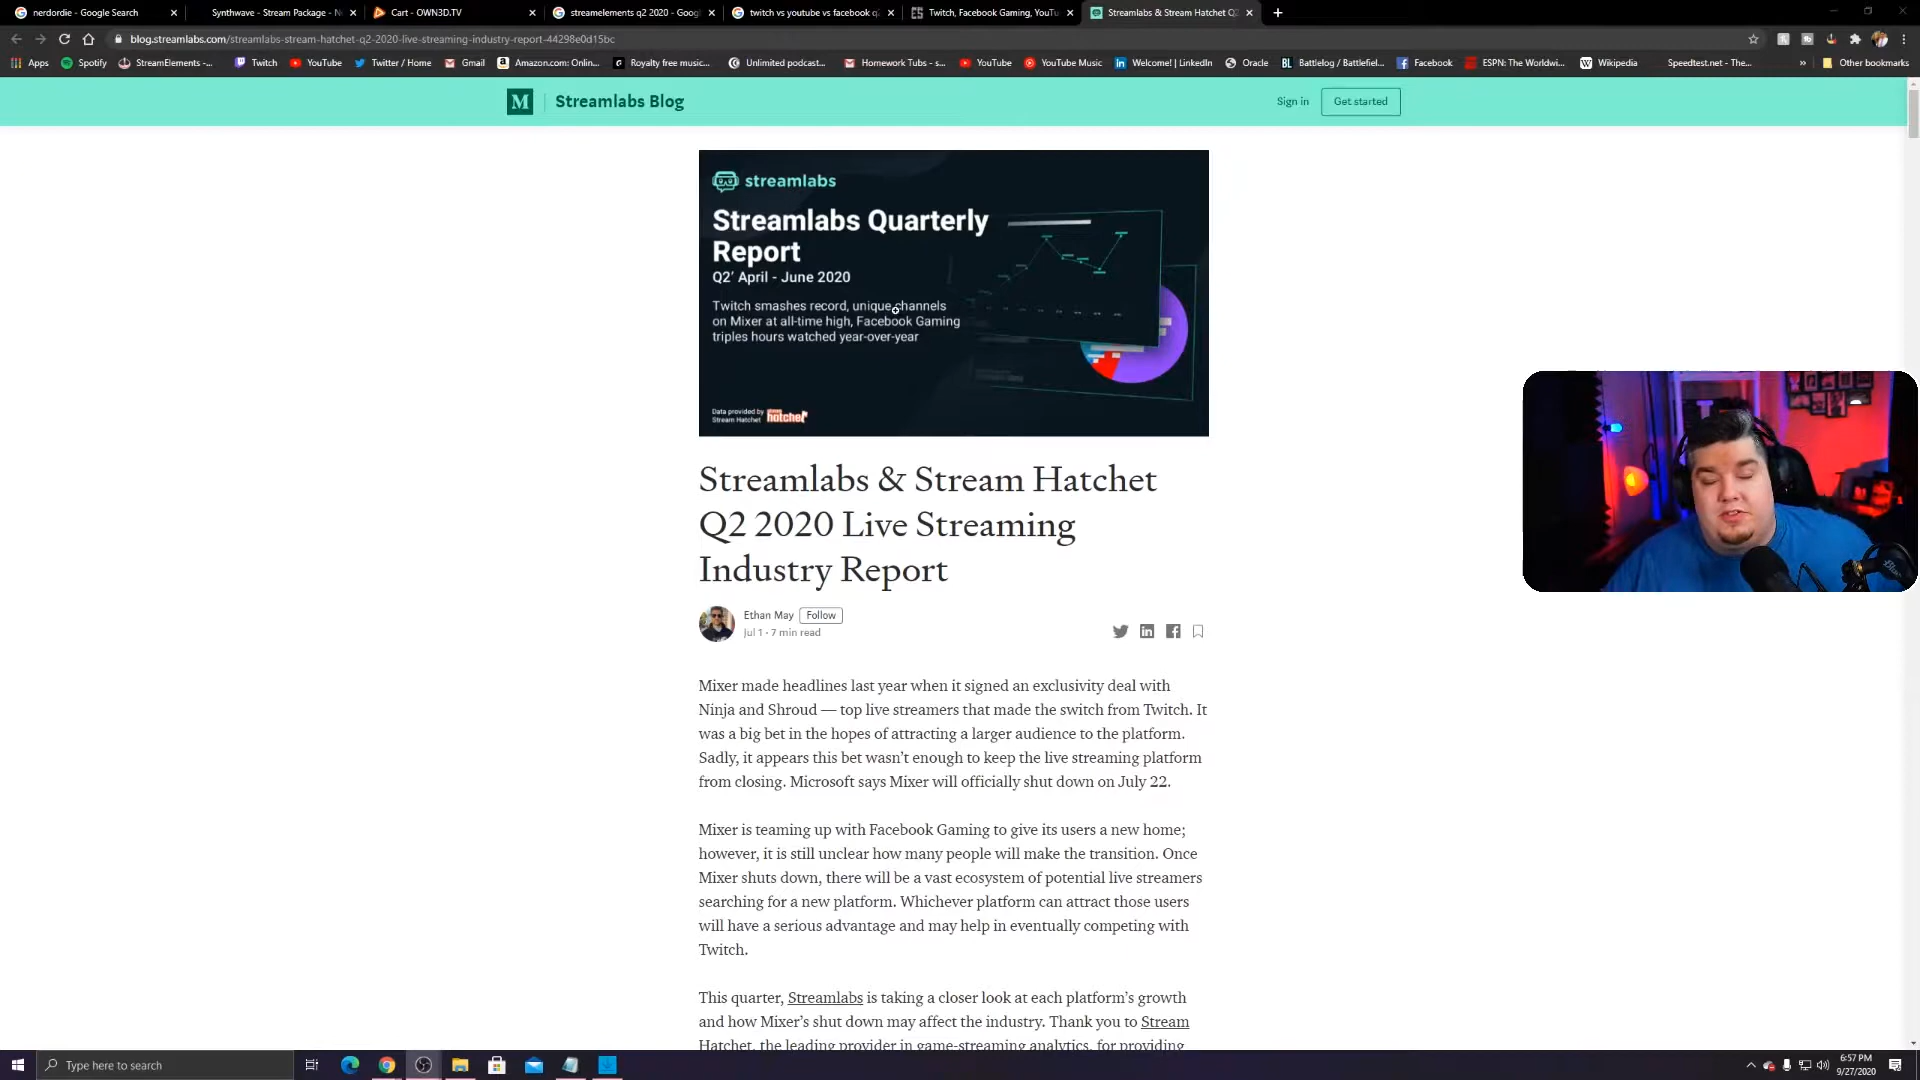 nerdordie - Google Search
Synthwave - Stream Package - N
Cart - OWN3D.TV
streamelements q2 2020 - Goog
twitch vs youtube vs facebook q
Twitch, Facebook Gaming, YouTu
Streamlabs & Stream Hatchet Q2
blog.streamlabs.com/streamlabs-stream-hatchet-q2-2020-live-streaming-industry-report-44298e0d15bc
Apps
Spotify
StreamElements -...
Twitch
YouTube
Twitter / Home
Gmail
Amazon.com: Onlin...
Royalty free music...
Unlimited podcast...
Homework Tubs - s...
YouTube
YouTube Music
Welcome! | LinkedIn
Oracle
Battlelog / Battlefiel...
Facebook
ESPN: The Worldwi...
Wikipedia
Speedtest.net - The...
Other bookmarks
M
Streamlabs Blog
Sign in
Get started
streamlabs
Streamlabs Quarterly
Report
Q2' April - June 2020
Twitch smashes record, unique channels
on Mixer at all-time high, Facebook Gaming
triples hours watched year-over-year
Data provided by
Stream Hatchet
hatchet
Streamlabs & Stream Hatchet
Q2 2020 Live Streaming
Industry Report
Ethan May
Follow
Jul 1 · 7 min read
Mixer made headlines last year when it signed an exclusivity deal with
Ninja and Shroud — top live streamers that made the switch from Twitch. It
was a big bet in the hopes of attracting a larger audience to the platform.
Sadly, it appears this bet wasn't enough to keep the live streaming platform
from closing. Microsoft says Mixer will officially shut down on July 22.
Mixer is teaming up with Facebook Gaming to give its users a new home;
however, it is still unclear how many people will make the transition. Once
Mixer shuts down, there will be a vast ecosystem of potential live streamers
searching for a new platform. Whichever platform can attract those users
will have a serious advantage and may help in eventually competing with
Twitch.
This quarter, Streamlabs is taking a closer look at each platform's growth
and how Mixer's shut down may affect the industry. Thank you to Stream
Hatchet, the leading provider in game-streaming analytics, for providing
Type here to search
6:57 PM
9/27/2020